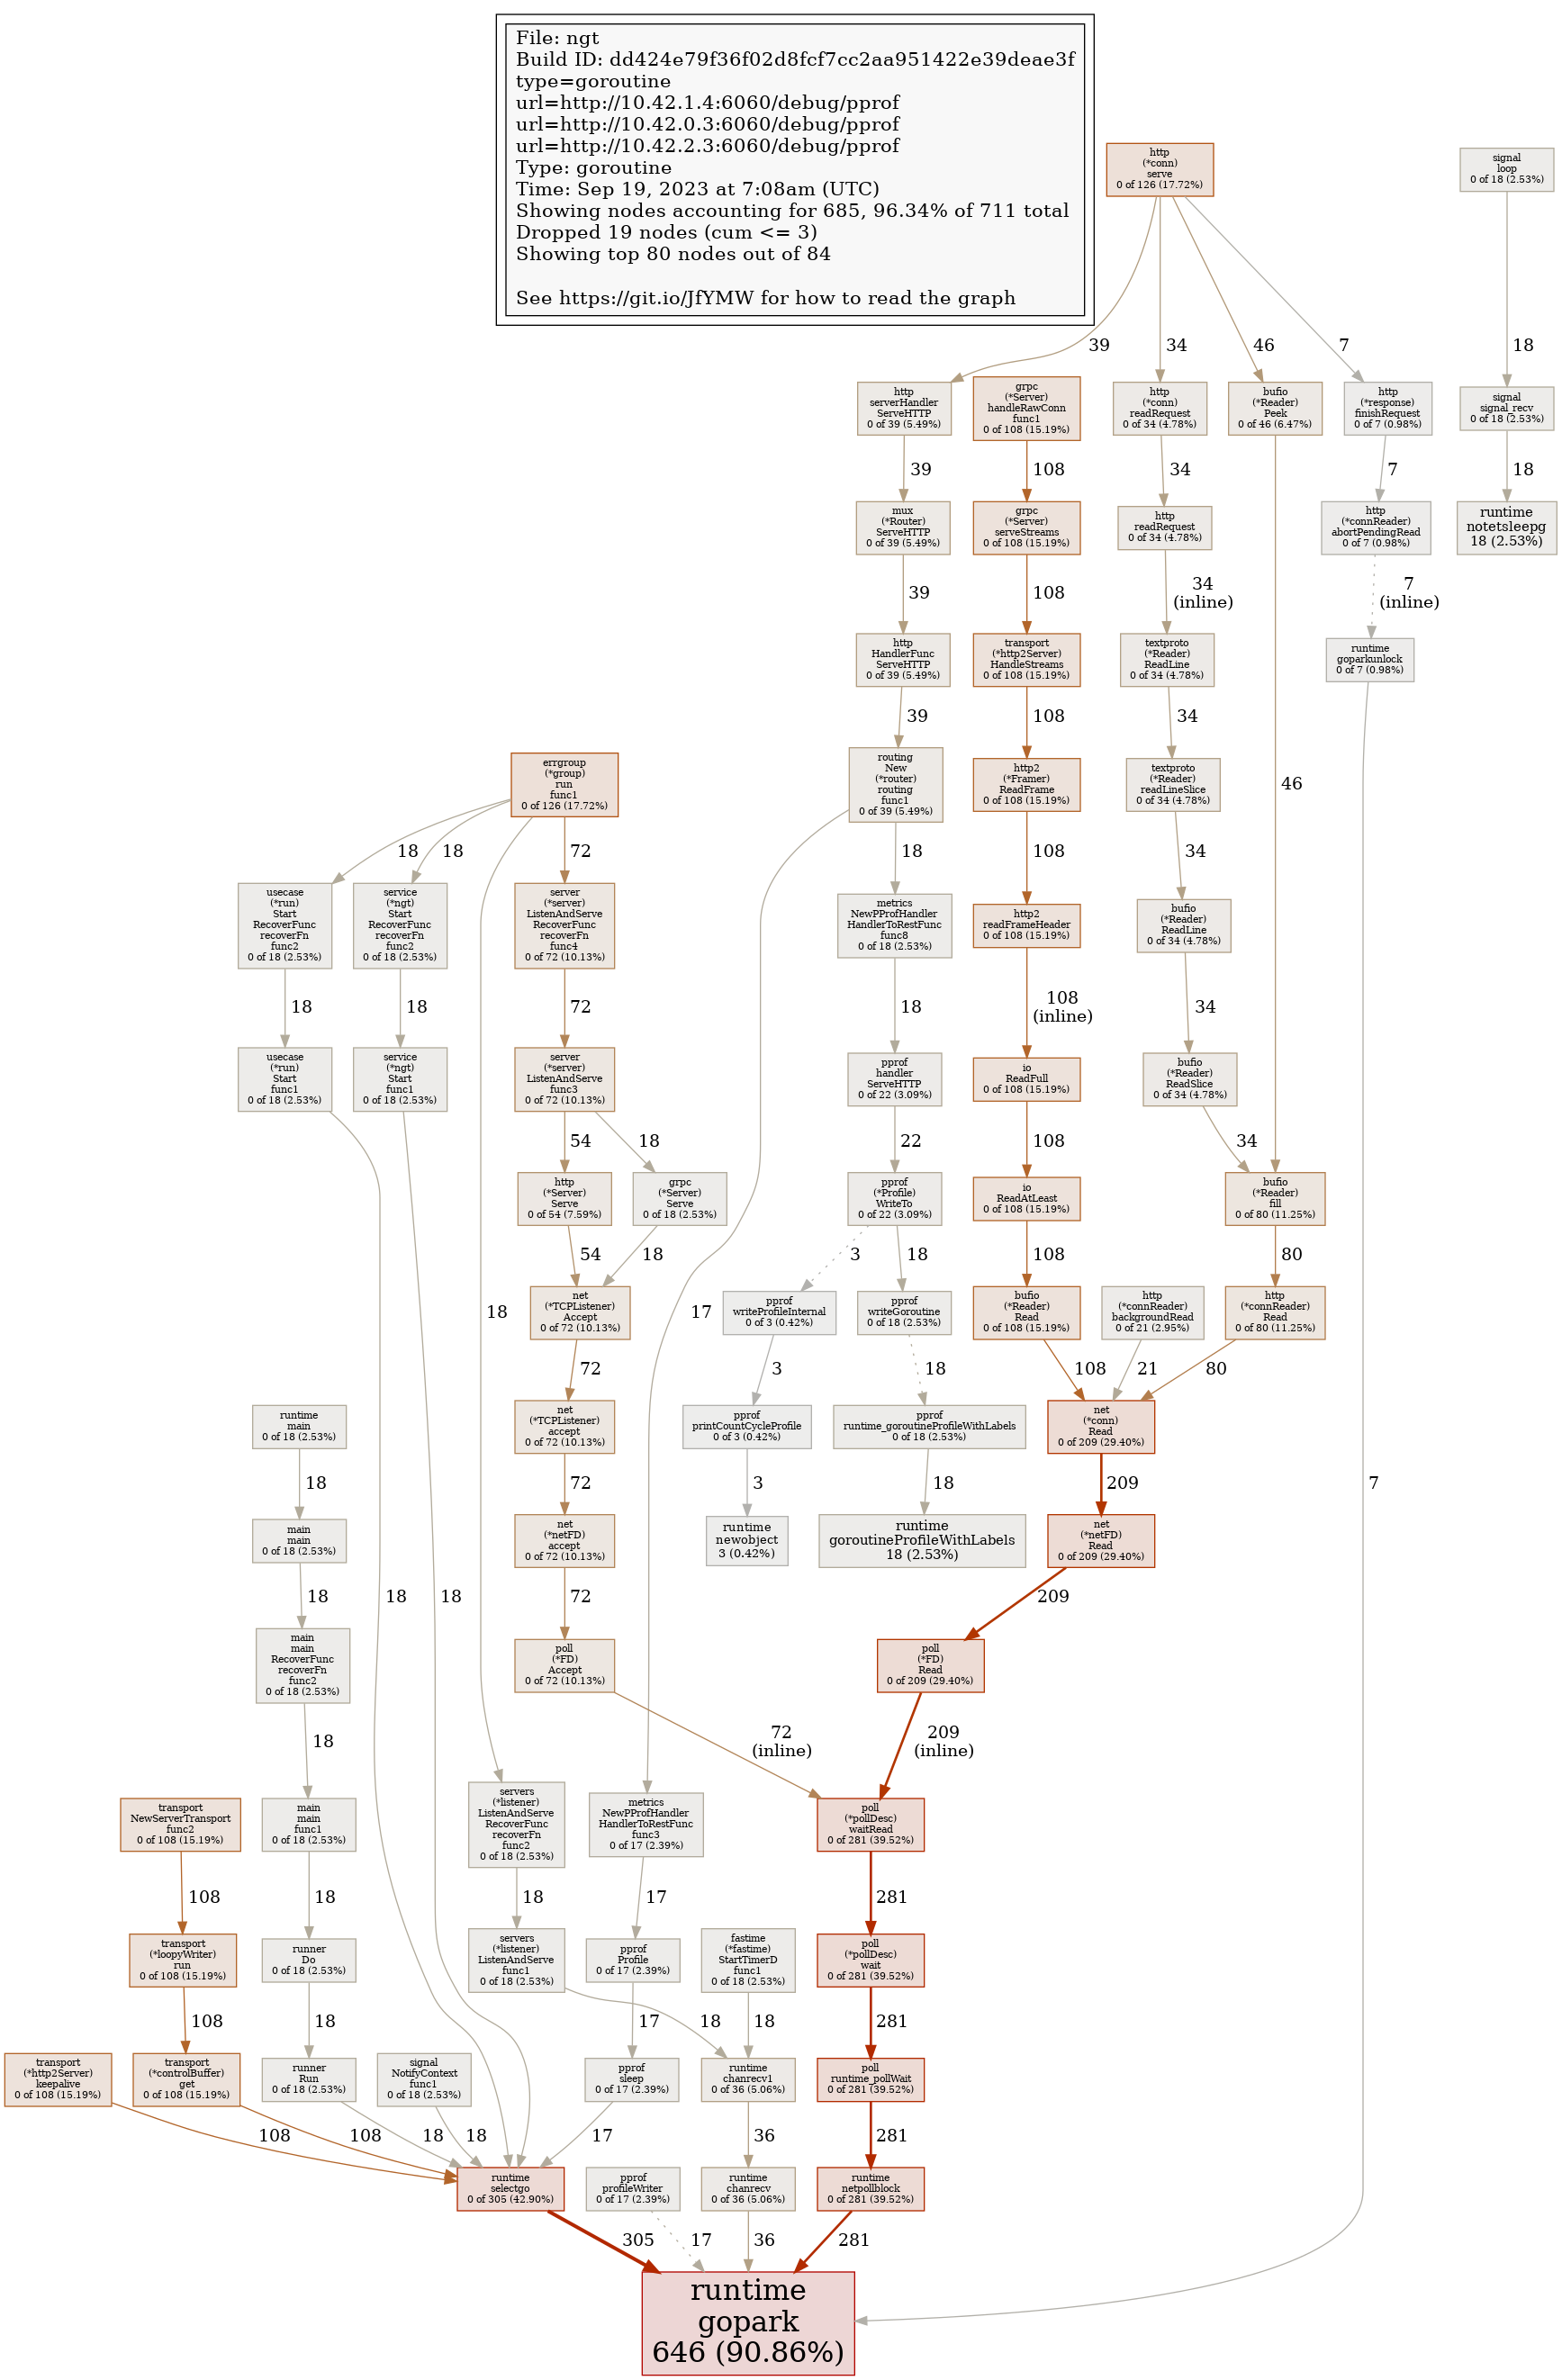 File: ngt
Build ID: dd424e79f36f02d8fcf7cc2aa951422e39deae3f
type=goroutine
url=http://10.42.1.4:6060/debug/pprof
url=http://10.42.0.3:6060/debug/pprof
url=http://10.42.2.3:6060/debug/pprof
Type: goroutine
Time: Sep 19, 2023 at 7:08am (UTC)
Showing nodes accounting for 685, 96.34% of 711 total
Dropped 19 nodes (cum <= 3)
Showing top 80 nodes out of 84
See https://git.io/JfYMW for how to read the graph
http
(*conn)
serve
0 of 126 (17.72%)
signal
loop
0 of 18 (2.53%)
39
34
46
7
18
http
serverHandler
ServeHTTP
0 of 39 (5.49%)
grpc
(*Server)
handleRawConn
func1
0 of 108 (15.19%)
http
(*conn)
readRequest
0 of 34 (4.78%)
bufio
(*Reader)
Peek
0 of 46 (6.47%)
http
(*response)
finishRequest
0 of 7 (0.98%)
signal
signal_recv
0 of 18 (2.53%)
39
108
34
7
18
mux
(*Router)
ServeHTTP
0 of 39 (5.49%)
grpc
(*Server)
serveStreams
0 of 108 (15.19%)
http
readRequest
0 of 34 (4.78%)
http
(*connReader)
abortPendingRead
0 of 7 (0.98%)
runtime
notetsleepg
18 (2.53%)
39
108
34
(inline)
7
(inline)
http
HandlerFunc
ServeHTTP
0 of 39 (5.49%)
transport
(*http2Server)
HandleStreams
0 of 108 (15.19%)
textproto
(*Reader)
ReadLine
0 of 34 (4.78%)
runtime
goparkunlock
0 of 7 (0.98%)
39
108
34
errgroup
(*group)
run
func1
0 of 126 (17.72%)
routing
New
(*router)
routing
func1
0 of 39 (5.49%)
http2
(*Framer)
ReadFrame
0 of 108 (15.19%)
textproto
(*Reader)
readLineSlice
0 of 34 (4.78%)
46
18
18
72
18
108
34
usecase
(*run)
Start
RecoverFunc
recoverFn
func2
0 of 18 (2.53%)
service
(*ngt)
Start
RecoverFunc
recoverFn
func2
0 of 18 (2.53%)
server
(*server)
ListenAndServe
RecoverFunc
recoverFn
func4
0 of 72 (10.13%)
metrics
NewPProfHandler
HandlerToRestFunc
func8
0 of 18 (2.53%)
http2
readFrameHeader
0 of 108 (15.19%)
bufio
(*Reader)
ReadLine
0 of 34 (4.78%)
18
18
72
18
108
(inline)
34
usecase
(*run)
Start
func1
0 of 18 (2.53%)
service
(*ngt)
Start
func1
0 of 18 (2.53%)
server
(*server)
ListenAndServe
func3
0 of 72 (10.13%)
pprof
handler
ServeHTTP
0 of 22 (3.09%)
io
ReadFull
0 of 108 (15.19%)
bufio
(*Reader)
ReadSlice
0 of 34 (4.78%)
54
18
22
108
34
http
(*Server)
Serve
0 of 54 (7.59%)
grpc
(*Server)
Serve
0 of 18 (2.53%)
pprof
(*Profile)
WriteTo
0 of 22 (3.09%)
io
ReadAtLeast
0 of 108 (15.19%)
bufio
(*Reader)
fill
0 of 80 (11.25%)
54
18
3
18
108
80
18
net
(*TCPListener)
Accept
0 of 72 (10.13%)
17
pprof
writeProfileInternal
0 of 3 (0.42%)
pprof
writeGoroutine
0 of 18 (2.53%)
bufio
(*Reader)
Read
0 of 108 (15.19%)
http
(*connReader)
backgroundRead
0 of 21 (2.95%)
http
(*connReader)
Read
0 of 80 (11.25%)
72
3
18
108
21
80
runtime
main
0 of 18 (2.53%)
net
(*TCPListener)
accept
0 of 72 (10.13%)
pprof
printCountCycleProfile
0 of 3 (0.42%)
pprof
runtime_goroutineProfileWithLabels
0 of 18 (2.53%)
net
(*conn)
Read
0 of 209 (29.40%)
18
72
3
18
209
7
main
main
0 of 18 (2.53%)
net
(*netFD)
accept
0 of 72 (10.13%)
runtime
newobject
3 (0.42%)
runtime
goroutineProfileWithLabels
18 (2.53%)
net
(*netFD)
Read
0 of 209 (29.40%)
18
18
18
72
209
main
main
RecoverFunc
recoverFn
func2
0 of 18 (2.53%)
poll
(*FD)
Accept
0 of 72 (10.13%)
poll
(*FD)
Read
0 of 209 (29.40%)
18
72
(inline)
209
(inline)
transport
NewServerTransport
func2
0 of 108 (15.19%)
main
main
func1
0 of 18 (2.53%)
servers
(*listener)
ListenAndServe
RecoverFunc
recoverFn
func2
0 of 18 (2.53%)
metrics
NewPProfHandler
HandlerToRestFunc
func3
0 of 17 (2.39%)
poll
(*pollDesc)
waitRead
0 of 281 (39.52%)
108
18
18
17
281
transport
(*loopyWriter)
run
0 of 108 (15.19%)
runner
Do
0 of 18 (2.53%)
servers
(*listener)
ListenAndServe
func1
0 of 18 (2.53%)
pprof
Profile
0 of 17 (2.39%)
fastime
(*fastime)
StartTimerD
func1
0 of 18 (2.53%)
poll
(*pollDesc)
wait
0 of 281 (39.52%)
108
18
17
18
18
281
transport
(*http2Server)
keepalive
0 of 108 (15.19%)
transport
(*controlBuffer)
get
0 of 108 (15.19%)
runner
Run
0 of 18 (2.53%)
signal
NotifyContext
func1
0 of 18 (2.53%)
pprof
sleep
0 of 17 (2.39%)
runtime
chanrecv1
0 of 36 (5.06%)
poll
runtime_pollWait
0 of 281 (39.52%)
108
108
18
18
17
36
281
runtime
selectgo
0 of 305 (42.90%)
pprof
profileWriter
0 of 17 (2.39%)
runtime
chanrecv
0 of 36 (5.06%)
runtime
netpollblock
0 of 281 (39.52%)
305
17
36
281
runtime
gopark
646 (90.86%)